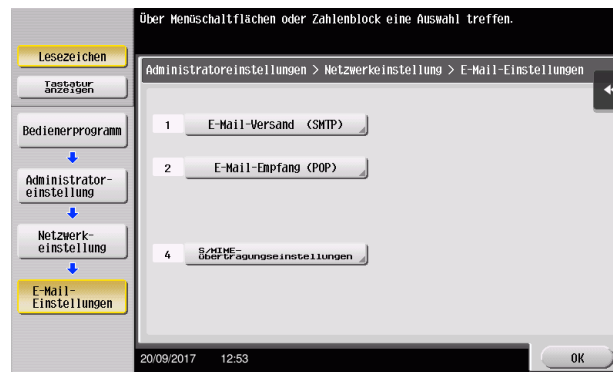 Über Menüschaltflächen oder Zahlenblock eine Auswahl treffen.
Lesezeichen
Tastatur
anzeigen
Administratoreinstellungen > Netzwerkeinstellung > E-Mail-Einstellungen
Bedienerprogramm
Administrator-
einstellung
Netzwerk-
einstellung
E-Mail-
Einstellungen
1 E-Mail-Versand (SMTP)
2 E-Mail-Empfang (POP)
4 S/MIME-
übertragungseinstellungen
20/09/2017 12:53
OK